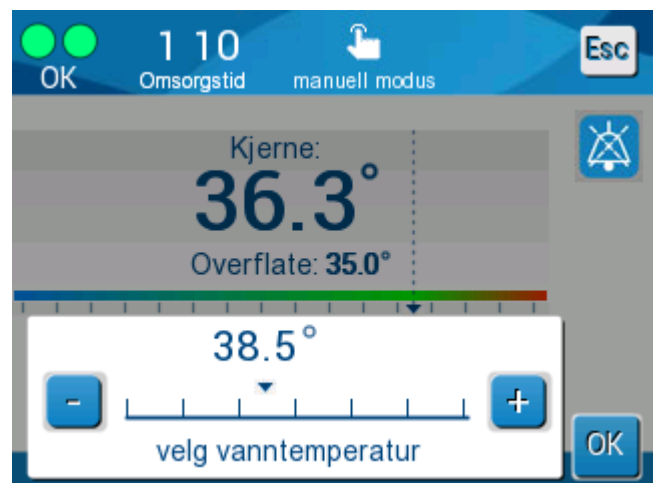 1 10
Esc
OK
Omsorgstid
manuell modus
Kjerne:
36.3°
Overflate: 35.0°
38.5°
-
+
velg vanntemperatur
OK